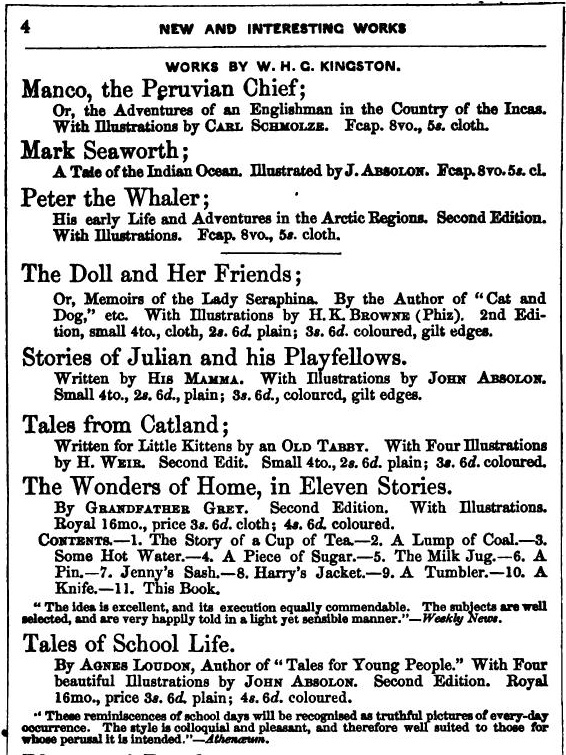 4 NEW AND INTERESTING WORKS
WORKS BY W. H. G. KINGSTON.
Manco, the Peruvian Chief;
Or, the Adventures of an Englishman in the Country of the Incas.
With Illustrations by CARL SCHMOLZE. Fcap. 8vo., 5s. cloth.
Mark Seaworth;
A Tale of the Indian Ocean. Illustrated by J. ABSOLON. Fcap. 8vo. 5s. cl.
Peter the Whaler;
His early Life and Adventures in the Arctic Regions. Second Edition.
With Illustrations. Fcap. 8vo., 5s. cloth.
The Doll and Her Friends;
Or, Memoirs of the Lady Seraphina. By the Author of "Cat and
Dog," etc. With Illustrations by H. K. BROWNE (Phiz). 2nd Edi-
tion, small 4to., cloth, 2s. 6d. plain; 3s. 6d. coloured, gilt edges.
Stories of Julian and his Playfellows.
Written by HIS MAMMA. With Illustrations by JOHN ABSOLON.
Small 4to., 2s. 6d., plain; 3s. 6d., coloured, gilt edges.
Tales from Catland;
Written for Little Kittens by an OLD TABBY. With Four Illustrations
by H. WEIR. Second Edit. Small 4to., 2s. 6d. plain; 3s. 6d. coloured.
The Wonders of Home, in Eleven Stories.
By GRANDFATHER GREY. Second Edition. With Illustrations.
Royal 16mo., price 3s. 6d. cloth; 4s. 6d. coloured.
CONTENTS.—1. The Story of a Cup of Tea.—2. A Lump of Coal.—3.
Some Hot Water.—4. A Piece of Sugar.—5. The Milk Jug.—6. A
Pin.—7. Jenny's Sash.—8. Harry's Jacket.—9. A Tumbler.—10. A
Knife.—11. This Book.
"The idea is excellent, and its execution equally commendable. The subjects are well
selected, and are very happily told in a light yet sensible manner."—Weekly News.
Tales of School Life.
By AGNES LOUDON, Author of "Tales for Young People." With Four
beautiful Illustrations by JOHN ABSOLON. Second Edition. Royal
16mo., price 3s. 6d. plain; 4s. 6d. coloured.
"These reminiscences of school days will be recognised as truthful pictures of every-day
occurrence. The style is colloquial and pleasant, and therefore well suited to those for
whose perusal it is intended."—Athenæum.